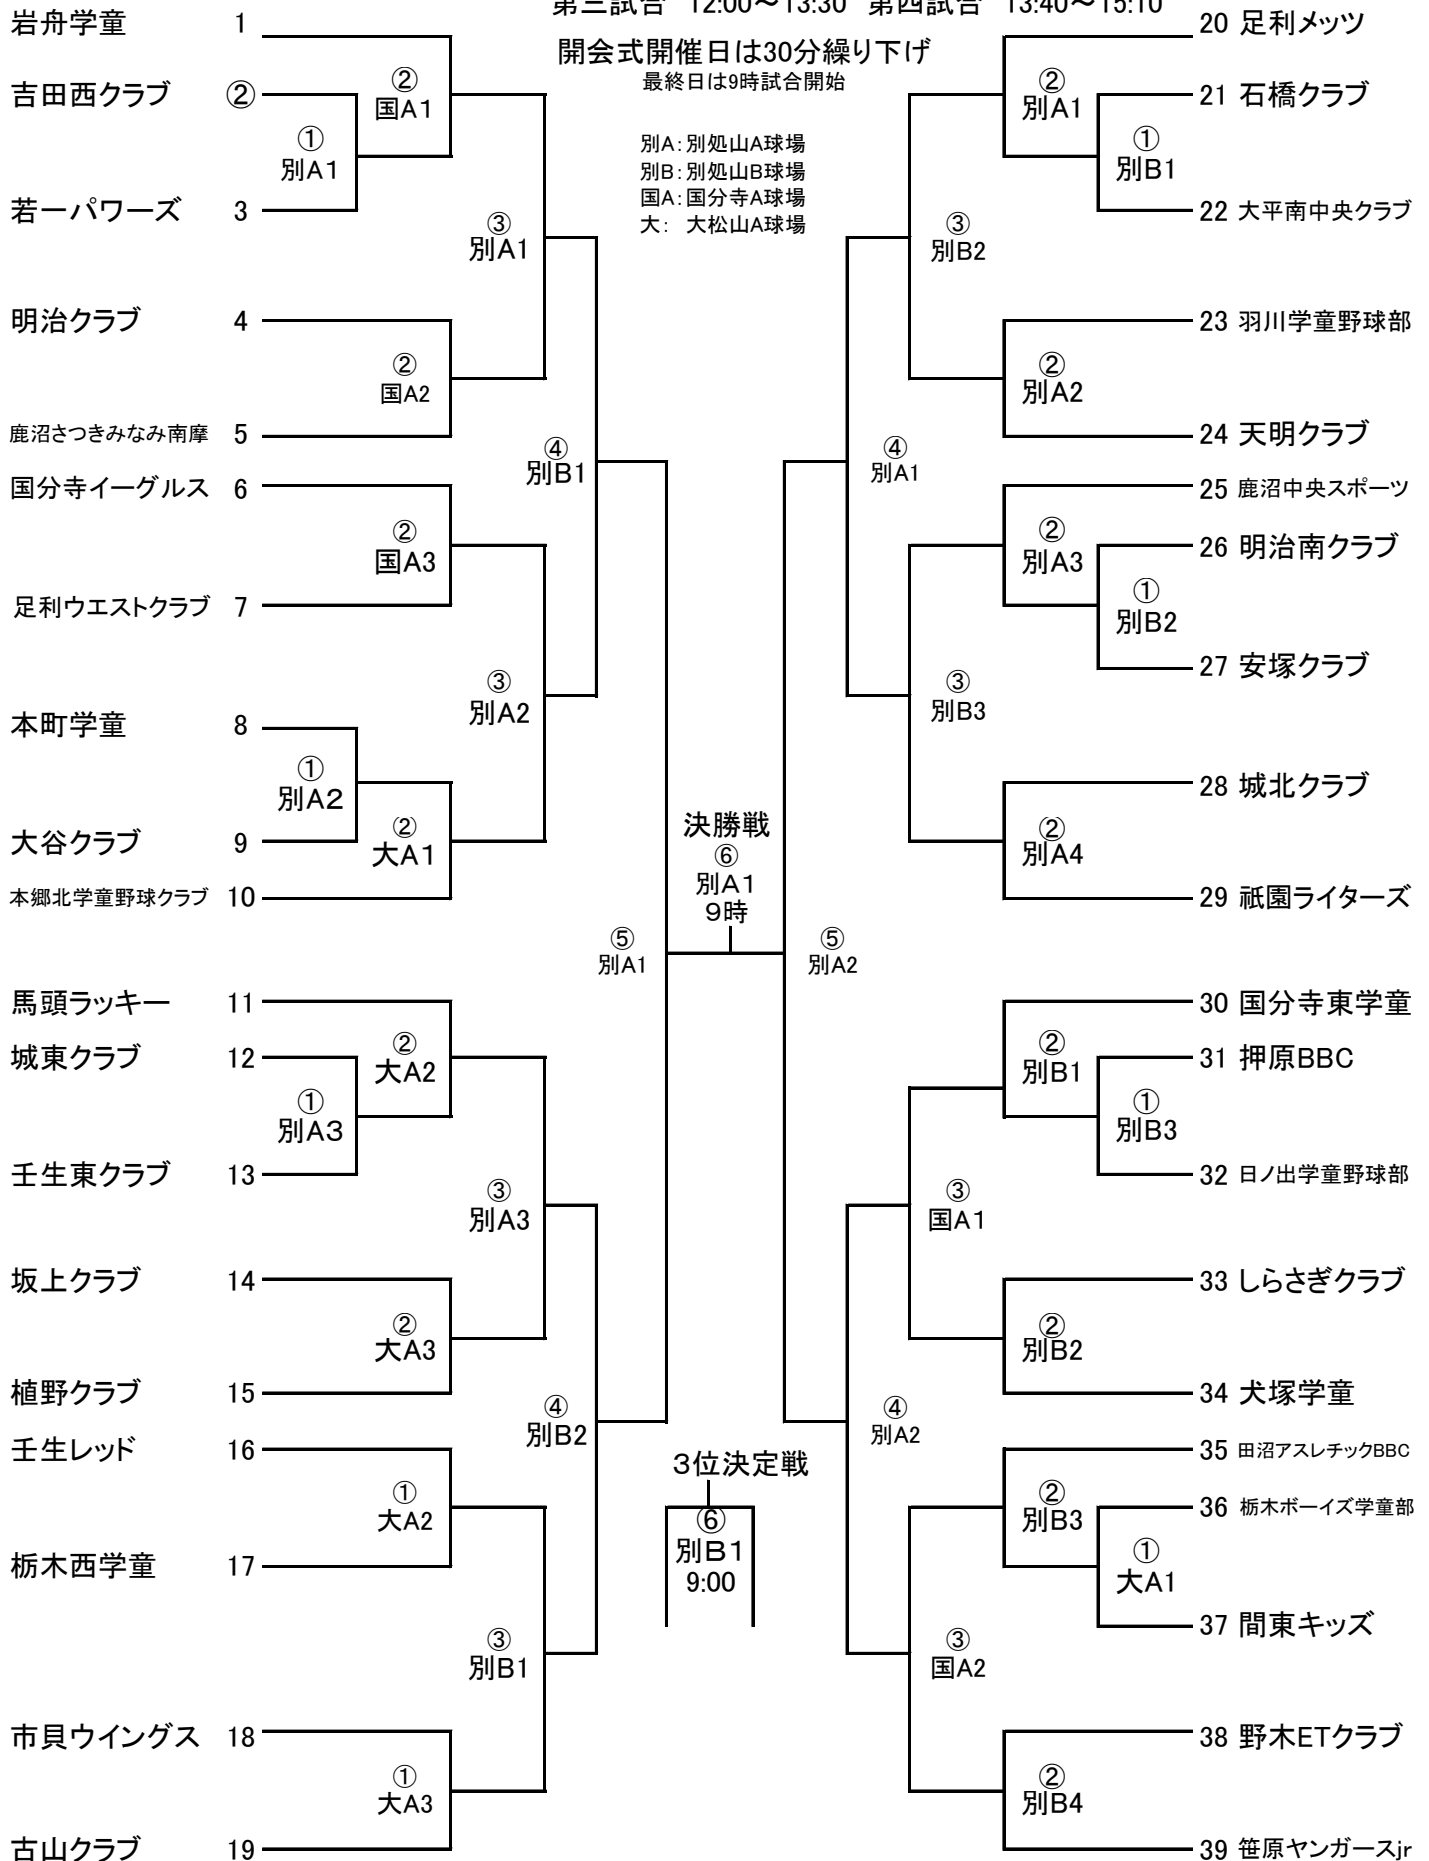 第三試合 12:00～13:30 第四試合 13:40～15:10
開会式開催日は30分繰り下げ
最終日は9時試合開始
別A:別処山A球場
別B:別処山B球場
国A:国分寺A球場
大: 大松山A球場
岩舟学童 1
吉田西クラブ ②
若一パワーズ 3
明治クラブ 4
鹿沼さつきみなみ南摩 5
国分寺イーグルス 6
足利ウエストクラブ 7
本町学童 8
大谷クラブ 9
本郷北学童野球クラブ 10
馬頭ラッキー 11
城東クラブ 12
壬生東クラブ 13
坂上クラブ 14
植野クラブ 15
壬生レッド 16
栃木西学童 17
市貝ウイングス 18
古山クラブ 19
①
別A1
①
別A2
①
別A3
②
国A1
②
国A2
②
国A3
②
大A1
②
大A2
②
大A3
①
大A2
①
大A3
③
別A1
③
別A2
③
別A3
③
別B1
④
別B1
④
別B2
⑤
別A1
決勝戦
⑥
別A1
9時
3位決定戦
⑥
別B1
9:00
⑤
別A2
④
別A1
④
別A2
③
別B2
③
別B3
③
国A1
③
国A2
②
別A1
②
別A2
②
別A3
②
別A4
②
別B1
②
別B2
②
別B3
②
別B4
①
別B1
①
別B2
①
別B3
①
大A1
20 足利メッツ
21 石橋クラブ
22 大平南中央クラブ
23 羽川学童野球部
24 天明クラブ
25 鹿沼中央スポーツ
26 明治南クラブ
27 安塚クラブ
28 城北クラブ
29 祇園ライターズ
30 国分寺東学童
31 押原BBC
32 日ノ出学童野球部
33 しらさぎクラブ
34 犬塚学童
35 田沼アスレチックBBC
36 栃木ボーイズ学童部
37 間東キッズ
38 野木ETクラブ
39 笹原ヤンガースjr